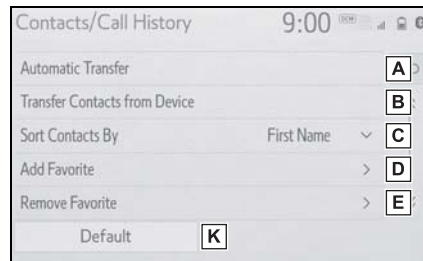 Contacts/Call History 9:00 DCM
Automatic Transfer A
Transfer Contacts from Device B
Sort Contacts By First Name C
Add Favorite > D
Remove Favorite > E
Default K